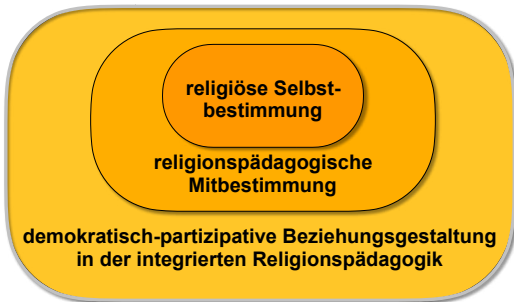 religiöse Selbst-
bestimmung
religionspädagogische
Mitbestimmung
demokratisch-partizipative Beziehungsgestaltung
in der integrierten Religionspädagogik